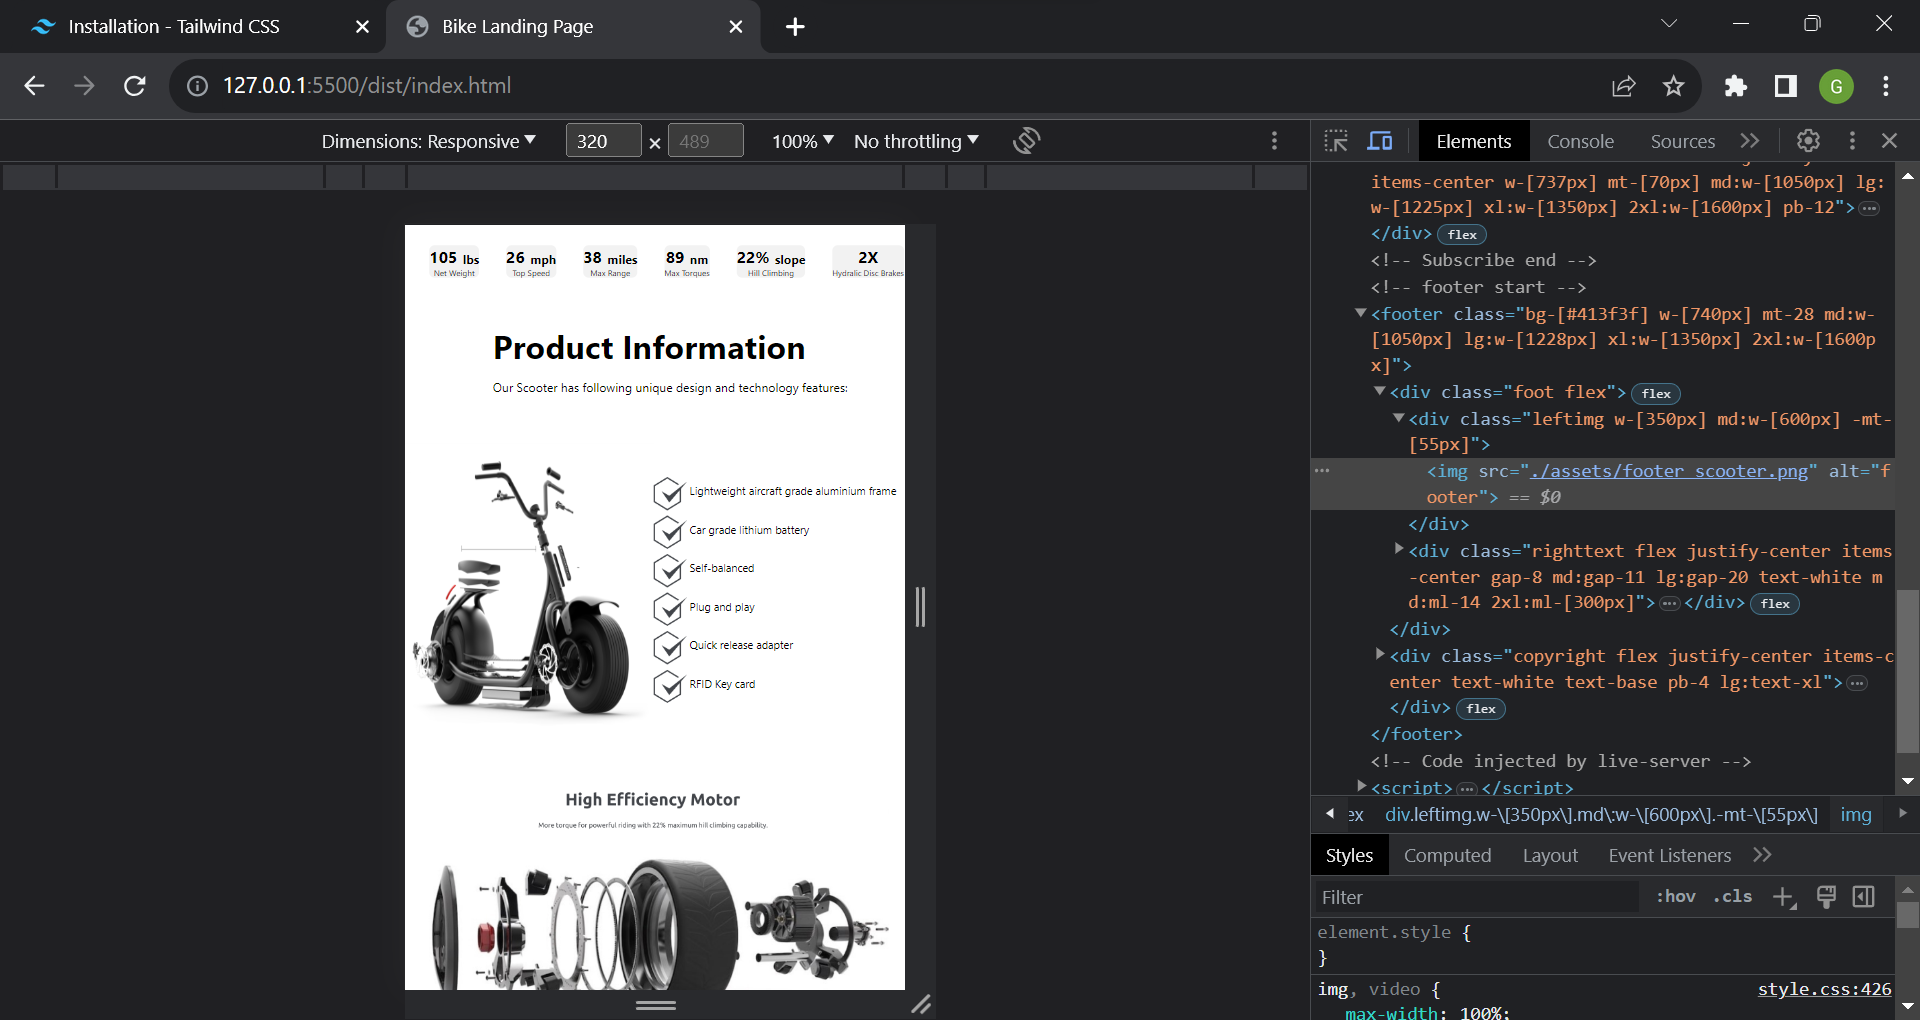 Installation - Tailwind CSS
Bike Landing Page
127.0.0.1:5500/dist/index.html
G
Dimensions: Responsive
320 × 489
100%
No throttling
Elements
Console
Sources
105 lbs
Net Weight
26 mph
Top Speed
38 miles
Max Range
89 nm
Max Torques
22% slope
Hill Climbing
2X
Hydralic Disc Brakes
Product Information
Our Scooter has following unique design and technology features:
Lightweight aircraft grade aluminium frame
Car grade lithium battery
Self-balanced
Plug and play
Quick release adapter
RFID Key card
High Efficiency Motor
More torque for powerful riding with 22% maximum hill climbing capability.
items-center w-[737px] mt-[70px] md:w-[1050px] lg:
w-[1225px] xl:w-[1350px] 2xl:w-[1600px] pb-12">…
</div> flex
<!-- Subscribe end -->
<!-- footer start -->
<footer class="bg-[#413f3f] w-[740px] mt-28 md:w-
[1050px] lg:w-[1228px] xl:w-[1350px] 2xl:w-[1600p
x]">
<div class="foot flex"> flex
<div class="leftimg w-[350px] md:w-[600px] -mt-
[55px]">
<img src="./assets/footer_scooter.png" alt="f
ooter"> == $0
</div>
<div class="righttext flex justify-center items
-center gap-8 md:gap-11 lg:gap-20 text-white m
d:ml-14 2xl:ml-[300px]">…</div> flex
</div>
<div class="copyright flex justify-center items-c
enter text-white text-base pb-4 lg:text-xl">…
</div> flex
</footer>
<!-- Code injected by live-server -->
<script>…</script>
ex div.leftimg.w-\[350px\].md\:w-\[600px\].-mt-\[55px\] img
Styles
Computed
Layout
Event Listeners
Filter
:hov .cls
element.style {
}
img, video {
style.css:426
max-width: 100%;